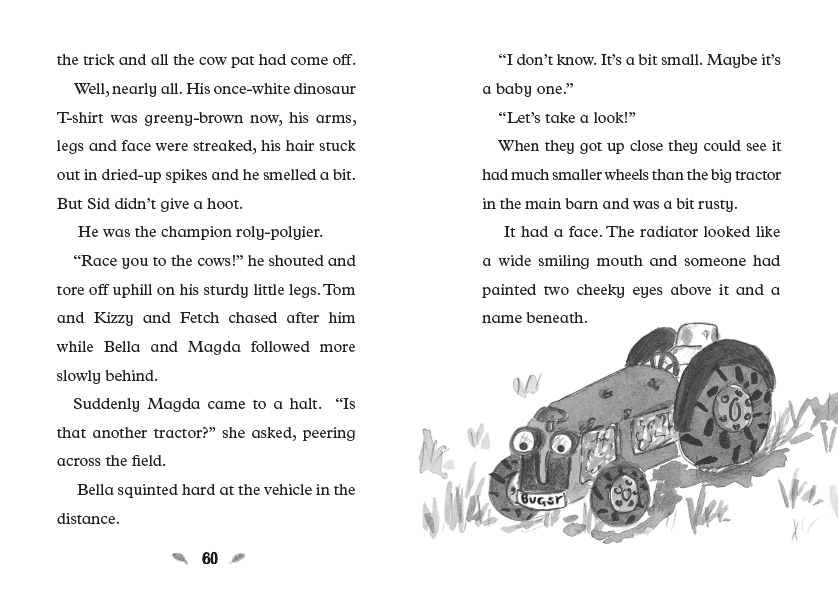 the trick and all the cow pat had come off.
Well, nearly all. His once-white dinosaur
T-shirt was greeny-brown now, his arms,
legs and face were streaked, his hair stuck
out in dried-up spikes and he smelled a bit.
But Sid didn’t give a hoot.
He was the champion roly-polyier.
“Race you to the cows!” he shouted and
tore off uphill on his sturdy little legs. Tom
and Kizzy and Fetch chased after him
while Bella and Magda followed more
slowly behind.
Suddenly Magda came to a halt. “Is
that another tractor?” she asked, peering
across the field.
Bella squinted hard at the vehicle in the
distance.
60
“I don’t know. It’s a bit small. Maybe it’s
a baby one.”
“Let’s take a look!”
When they got up close they could see it
had much smaller wheels than the big tractor
in the main barn and was a bit rusty.
It had a face. The radiator looked like
a wide smiling mouth and someone had
painted two cheeky eyes above it and a
name beneath.
BUGSY